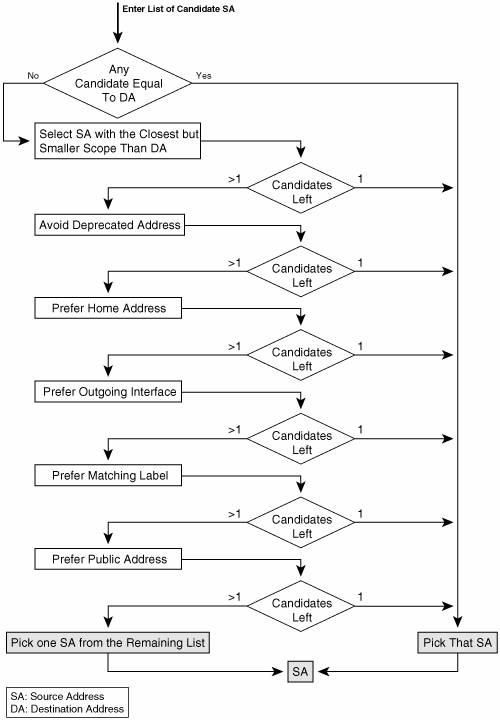 Enter List of Candidate SA
Any
Candidate Equal
To DA
No
Yes
Select SA with the Closest but
Smaller Scope Than DA
Candidates
Left
>1
1
Avoid Deprecated Address
Candidates
Left
>1
1
Prefer Home Address
Candidates
Left
>1
1
Prefer Outgoing Interface
Candidates
Left
>1
1
Prefer Matching Label
Candidates
Left
>1
1
Prefer Public Address
Candidates
Left
>1
1
Pick one SA from the Remaining List
Pick That SA
SA
SA: Source Address
DA: Destination Address